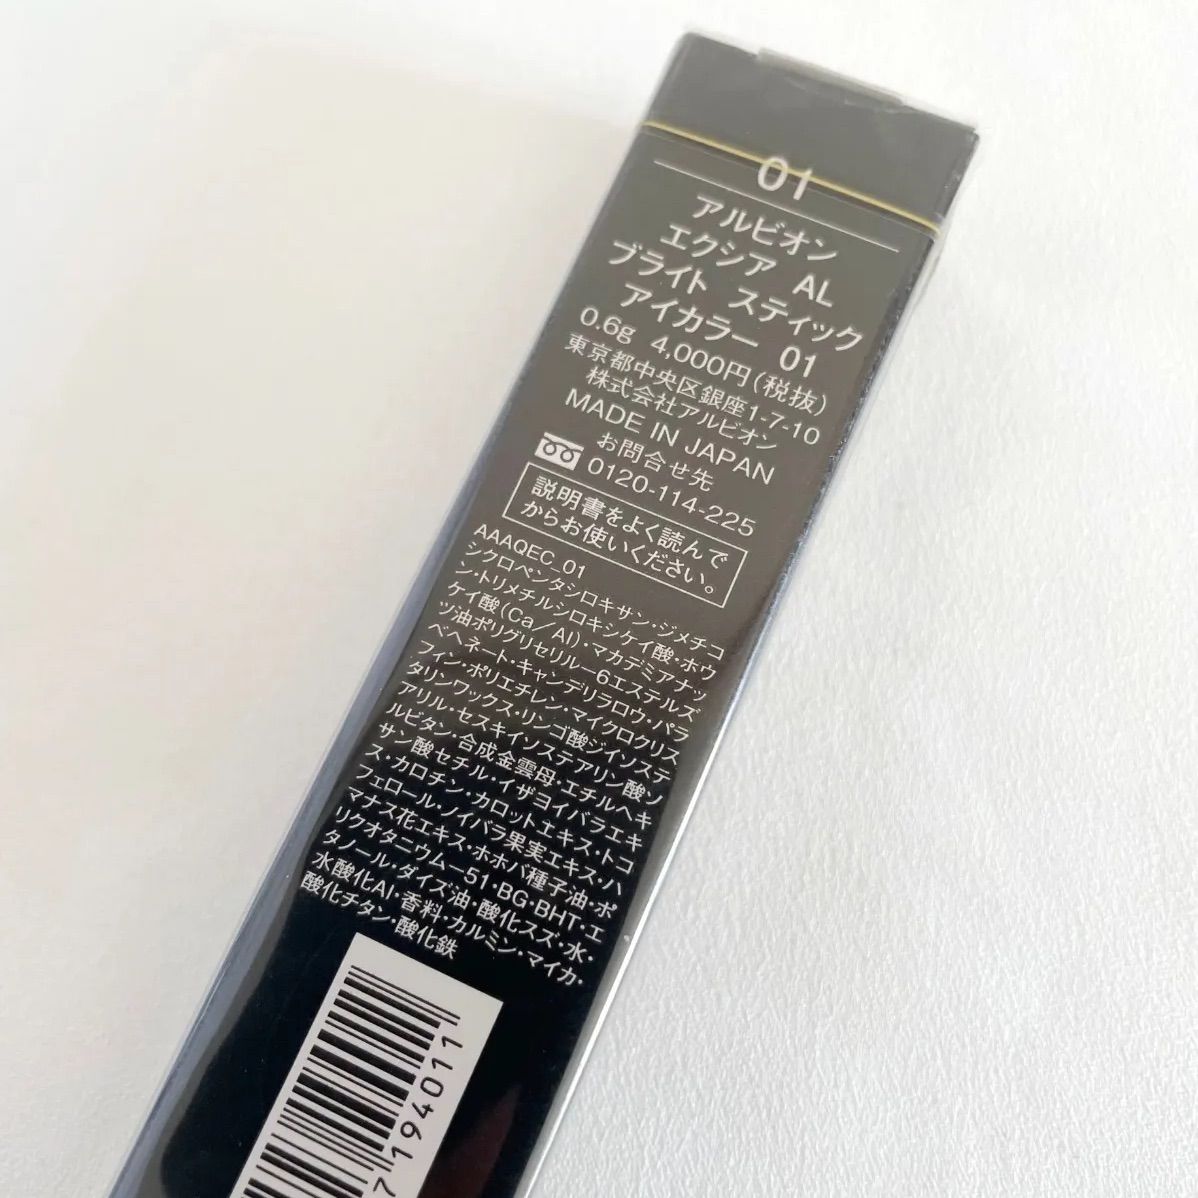 01
アルビオン
エクシア AL
ブライト スティック
アイカラー 01
0.6g 4,000円(税抜)
東京都中央区銀座1-7-10
株式会社アルビオン
MADE IN JAPAN
お問合せ先
0120-114-225
説明書をよく読んで
からお使いください。
AAAQEC_01
シクロペンタシロキサン・ジメチコ
ン・トリメチルシロキシケイ酸・ホウ
ケイ酸(Ca/Al)・マカデミアナッ
ツ油ポリグリセリル-6エステルズ
ベヘネート・キャンデリラロウ・パラ
フィン・ポリエチレン・マイクロクリス
タリンワックス・リンゴ酸ジイソステ
アリル・セスキイソステアリン酸ソ
ルビタン・合成金雲母・エチルヘキ
サン酸セチル・イザヨイバラエキ
ス・カロチン・カロットエキス・トコ
フェロール・ノイバラ果実エキス・ハ
マナス花エキス・ホホバ種子油・ポ
リクオタニウム-51・BG・BHT・エ
タノール・ダイズ油・酸化スズ・水・
水酸化Al・香料・カルミン・マイカ・
酸化チタン・酸化鉄
7194011